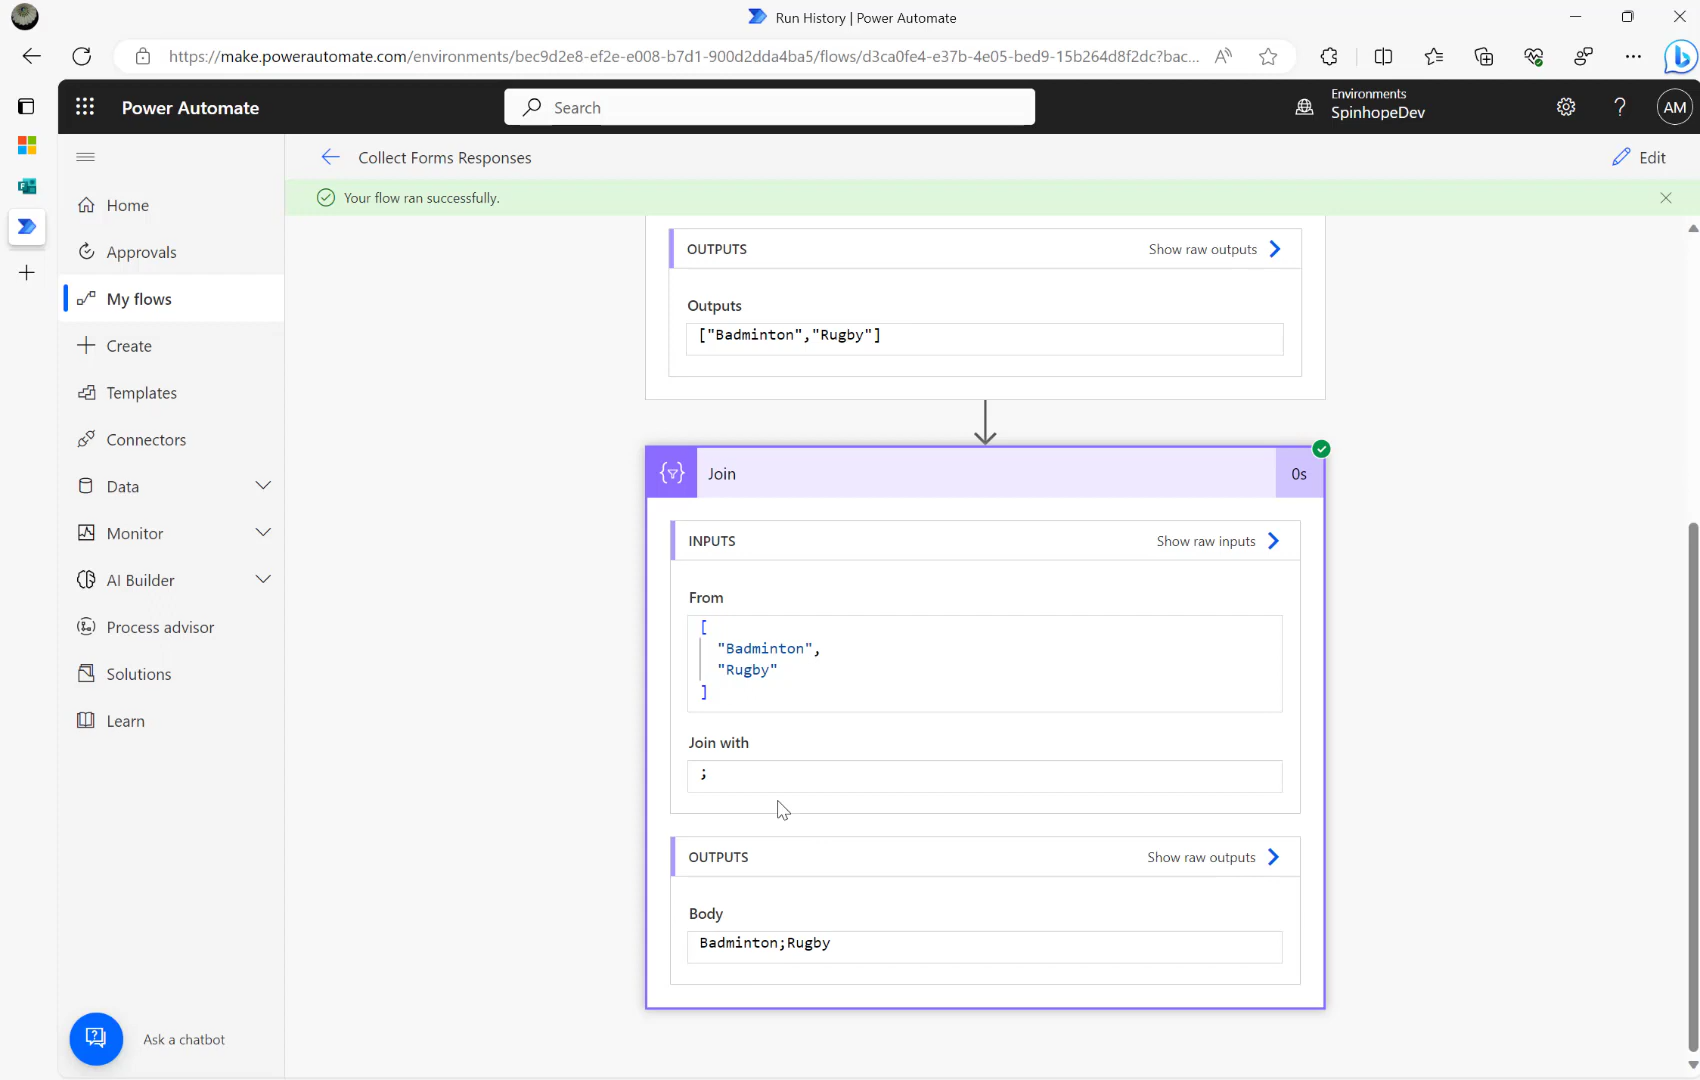 Run History | Power Automate
https://make.powerautomate.com/environments/bec9d2e8-ef2e-e008-b7d1-900d2dda4ba5/flows/d3ca0fe4-e37b-4e05-bed9-15b264d8f2dc?bac...
Power Automate
Search
Environments
SpinhopeDev
?
AM
Collect Forms Responses
Edit
Your flow ran successfully.
Home
Approvals
My flows
Create
Templates
Connectors
Data
Monitor
AI Builder
Process advisor
Solutions
Learn
Ask a chatbot
OUTPUTS
Show raw outputs
Outputs
["Badminton","Rugby"]
Join
0s
INPUTS
Show raw inputs
From
[
"Badminton",
"Rugby"
]
Join with
;
OUTPUTS
Show raw outputs
Body
Badminton;Rugby